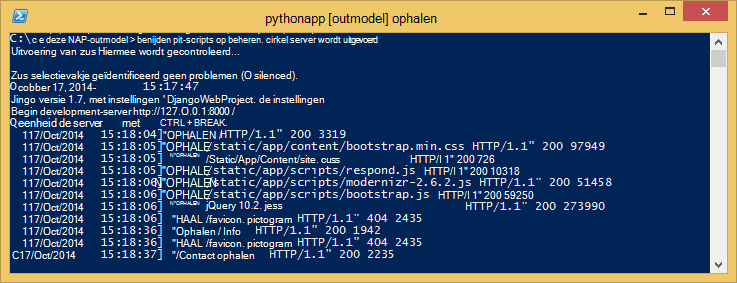 pythonapp [outmodel] ophalen
C:\c e deze NAP-outmodel > benijden pit-scripts op beheren. cirkel server wordt uitgevoerd
Uitvoering van zus Hiermee wordt gecontroleerd...
Zus selectievakje geïdentificeerd geen problemen (O silenced).
Ocobber 17, 2014- 15:17:47
Jingo versie 1.7, met instellingen ' DjangoWebProject. de instellingen
Begin development-server http://127.O.O.1:8000 /
Qeenheid de server met CTRL + BREAK.
117/Oct/2014 15:18:04] "OPHALEN / HTTP/1.1" 200 3319
117/Oct/2014 15:18:05] "OPHALE /static/app/content/bootstrap.min.css HTTP/1.1" 200 97949
117/Oct/2014 15:18:05] N"OPHALEN /Static/App/Content/site. cuss HTTP/l 1" 200 726
117/Oct/2014 15:18:05] "OPHALE /static/app/scripts/respond.js HTTP/l 1" 200 10318
117/Oct/2014 15:18:06] "OPHALEN /static/app/scripts/modernizr-2.6.2.js HTTP/1.1" 200 51458
117/Oct/2014 15:18:06] "OPHALE /static/app/scripts/bootstrap.js HTTP/l 1" 200 59250
117/Oct/2014 15:18:06] N"OPHALEN jQuery 10.2. jess HTTP/1.1" 200 273990
117/Oct/2014 15:18:06] "HAAL /favicon. pictogram HTTP/1.1" 404 2435
117/Oct/2014 15:18:36] "Ophalen / Info HTTP/1.1" 200 1942
117/Oct/2014 15:18:36] "HAAL /favicon. pictogram HTTP/1.1" 404 2435
C17/Oct/2014 15:18:37] "/Contact ophalen HTTP/1.1" 200 2235